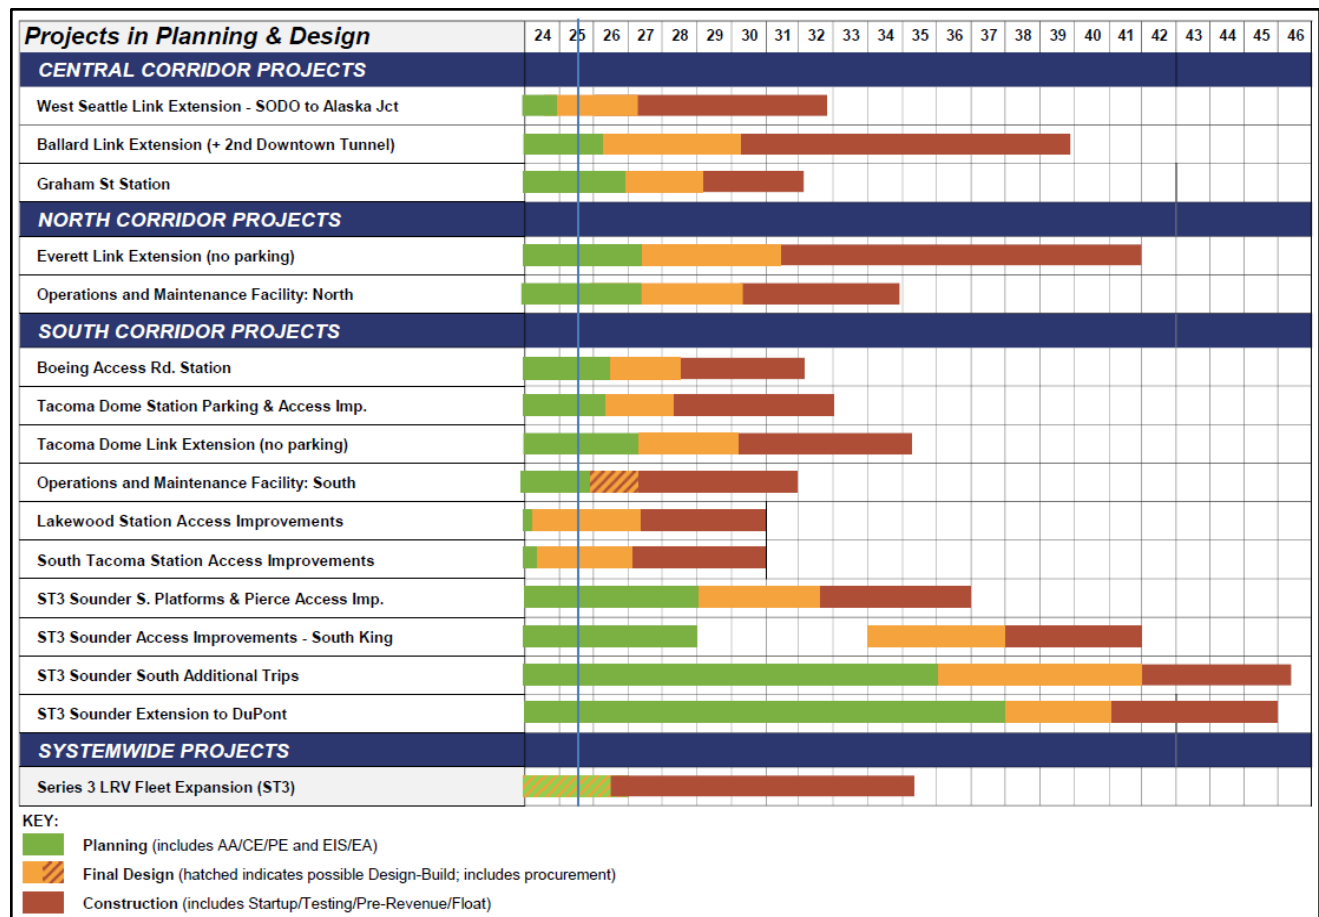 Projects in Planning & Design 24 25 26 27 28 29 30 31 32 33 34 35 36 37 38 39 40 41 42 43 44 45 46
CENTRAL CORRIDOR PROJECTS
West Seattle Link Extension - SODO to Alaska Jct
Ballard Link Extension (+ 2nd Downtown Tunnel)
Graham St Station
NORTH CORRIDOR PROJECTS
Everett Link Extension (no parking)
Operations and Maintenance Facility: North
SOUTH CORRIDOR PROJECTS
Boeing Access Rd. Station
Tacoma Dome Station Parking & Access Imp.
Tacoma Dome Link Extension (no parking)
Operations and Maintenance Facility: South
Lakewood Station Access Improvements
South Tacoma Station Access Improvements
ST3 Sounder S. Platforms & Pierce Access Imp.
ST3 Sounder Access Improvements - South King
ST3 Sounder South Additional Trips
ST3 Sounder Extension to DuPont
SYSTEMWIDE PROJECTS
Series 3 LRV Fleet Expansion (ST3)
KEY:
Planning (includes AA/CE/PE and EIS/EA)
Final Design (hatched indicates possible Design-Build; includes procurement)
Construction (includes Startup/Testing/Pre-Revenue/Float)